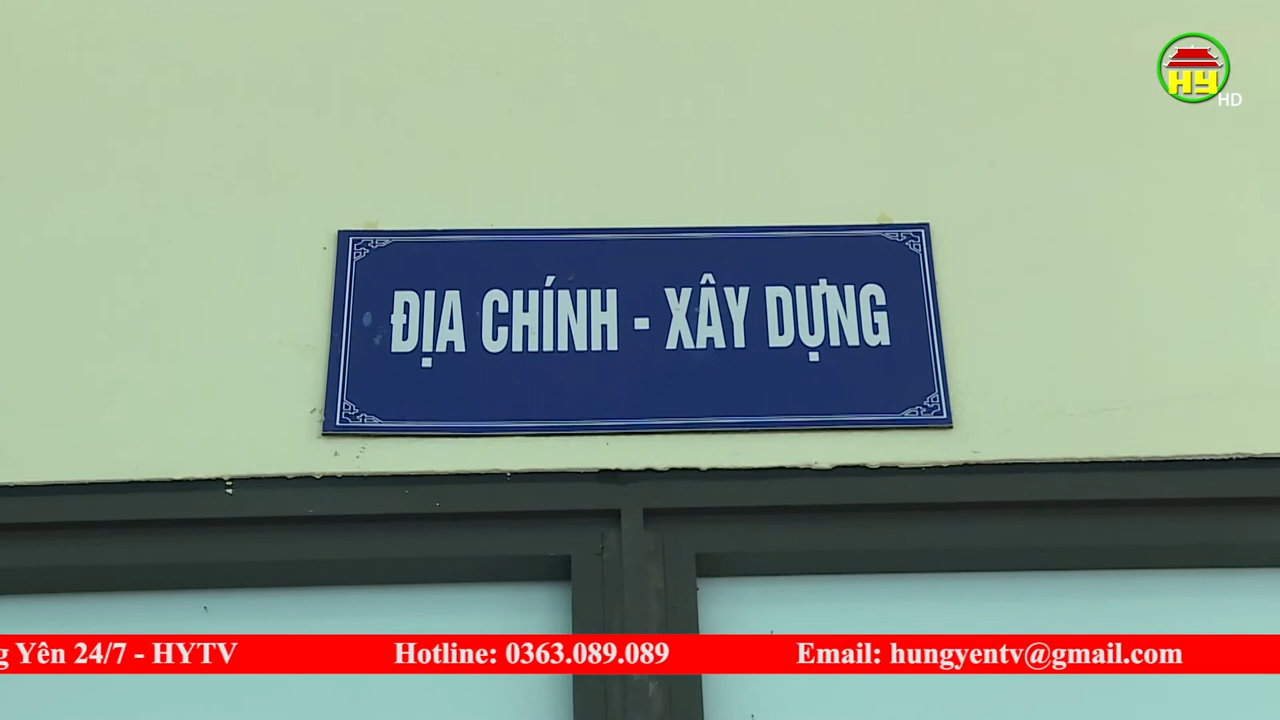 HY
HD
ĐỊA CHÍNH - XÂY DỰNG
g Yên 24/7 - HYTV Hotline: 0363.089.089 Email: hungyentv@gmail.com